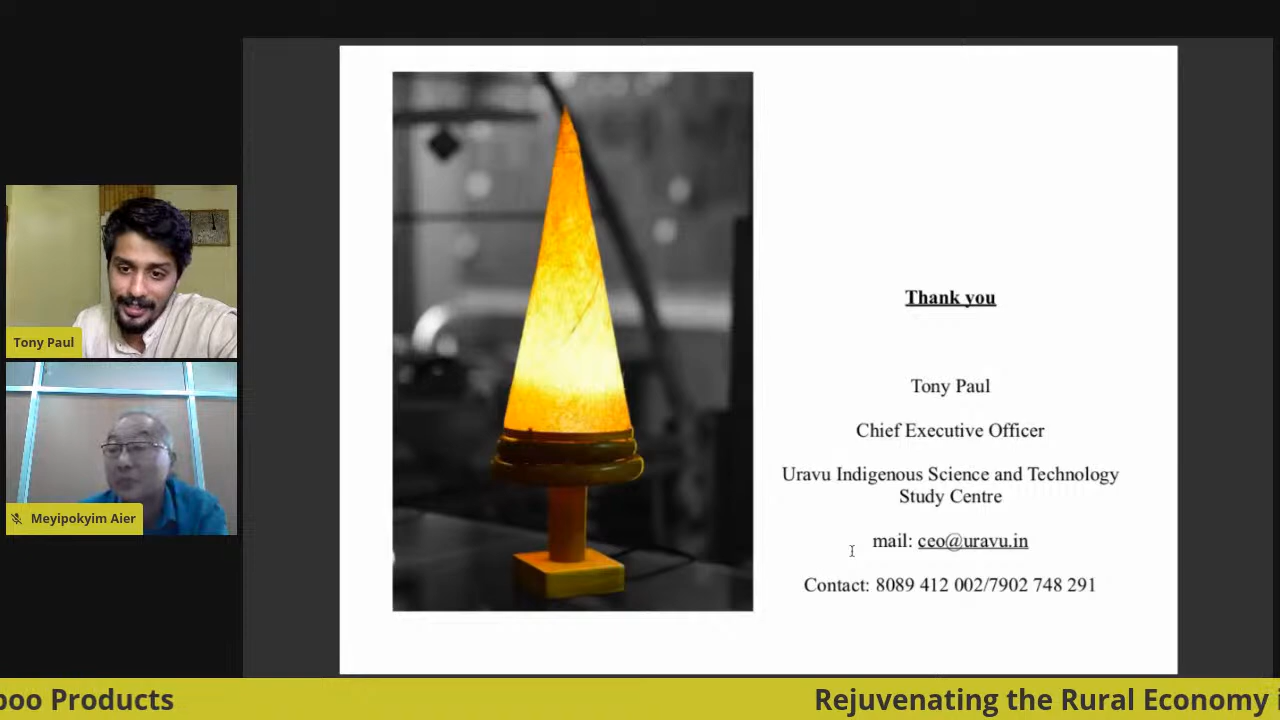 Thank you
Tony Paul
Chief Executive Officer
Uravu Indigenous Science and Technology
Study Centre
mail: ceo@uravu.in
Contact: 8089 412 002/7902 748 291
Tony Paul
Meyipokyim Aier
Products
Rejuvenating the Rural Economy